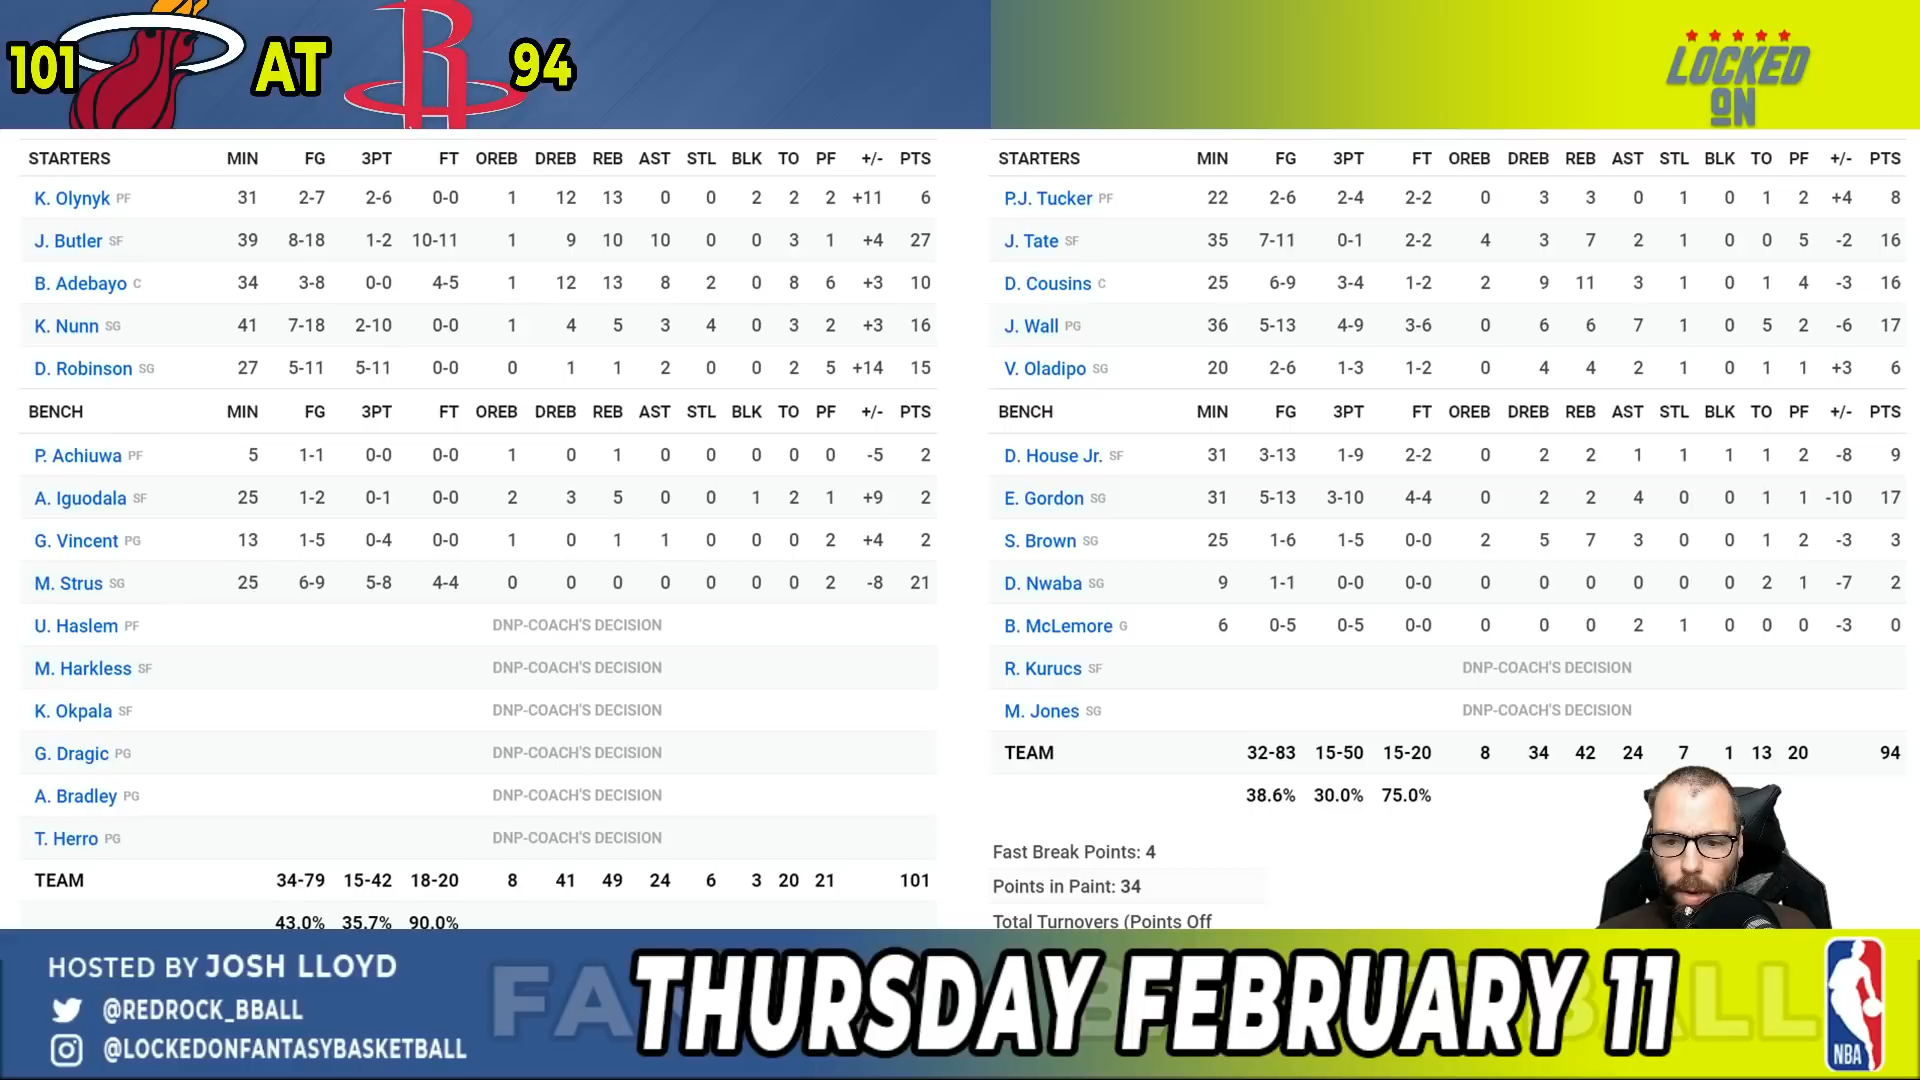 101 AT 94
★★★★★
LOCKED
ON
STARTERS MIN FG 3PT FT OREB DREB REB AST STL BLK TO PF +/- PTS
K. Olynyk PF 31 2-7 2-6 0-0 1 12 13 0 0 2 2 2 +11 6
J. Butler SF 39 8-18 1-2 10-11 1 9 10 10 0 0 3 1 +4 27
B. Adebayo C 34 3-8 0-0 4-5 1 12 13 8 2 0 8 6 +3 10
K. Nunn SG 41 7-18 2-10 0-0 1 4 5 3 4 0 3 2 +3 16
D. Robinson SG 27 5-11 5-11 0-0 0 1 1 2 0 0 2 5 +14 15
BENCH MIN FG 3PT FT OREB DREB REB AST STL BLK TO PF +/- PTS
P. Achiuwa PF 5 1-1 0-0 0-0 1 0 1 0 0 0 0 0 -5 2
A. Iguodala SF 25 1-2 0-1 0-0 2 3 5 0 0 1 2 1 +9 2
G. Vincent PG 13 1-5 0-4 0-0 1 0 1 1 0 0 0 2 +4 2
M. Strus SG 25 6-9 5-8 4-4 0 0 0 0 0 0 0 2 -8 21
U. Haslem PF DNP-COACH'S DECISION
M. Harkless SF DNP-COACH'S DECISION
K. Okpala SF DNP-COACH'S DECISION
G. Dragic PG DNP-COACH'S DECISION
A. Bradley PG DNP-COACH'S DECISION
T. Herro PG DNP-COACH'S DECISION
TEAM 34-79 15-42 18-20 8 41 49 24 6 3 20 21 101
43.0% 35.7% 90.0%
STARTERS MIN FG 3PT FT OREB DREB REB AST STL BLK TO PF +/- PTS
P.J. Tucker PF 22 2-6 2-4 2-2 0 3 3 0 1 0 1 2 +4 8
J. Tate SF 35 7-11 0-1 2-2 4 3 7 2 1 0 0 5 -2 16
D. Cousins C 25 6-9 3-4 1-2 2 9 11 3 1 0 1 4 -3 16
J. Wall PG 36 5-13 4-9 3-6 0 6 6 7 1 0 5 2 -6 17
V. Oladipo SG 20 2-6 1-3 1-2 0 4 4 2 1 0 1 1 +3 6
BENCH MIN FG 3PT FT OREB DREB REB AST STL BLK TO PF +/- PTS
D. House Jr. SF 31 3-13 1-9 2-2 0 2 2 1 1 1 1 2 -8 9
E. Gordon SG 31 5-13 3-10 4-4 0 2 2 4 0 0 1 1 -10 17
S. Brown SG 25 1-6 1-5 0-0 2 5 7 3 0 0 1 2 -3 3
D. Nwaba SG 9 1-1 0-0 0-0 0 0 0 0 0 0 2 1 -7 2
B. McLemore G 6 0-5 0-5 0-0 0 0 0 2 1 0 0 0 -3 0
R. Kurucs SF DNP-COACH'S DECISION
M. Jones SG DNP-COACH'S DECISION
TEAM 32-83 15-50 15-20 8 34 42 24 7 1 13 20 94
38.6% 30.0% 75.0%
Fast Break Points: 4
Points in Paint: 34
Total Turnovers (Points Off
HOSTED BY JOSH LLOYD
@REDROCK_BBALL
@LOCKEDONFANTASYBASKETBALL
THURSDAY FEBRUARY 11
NBA